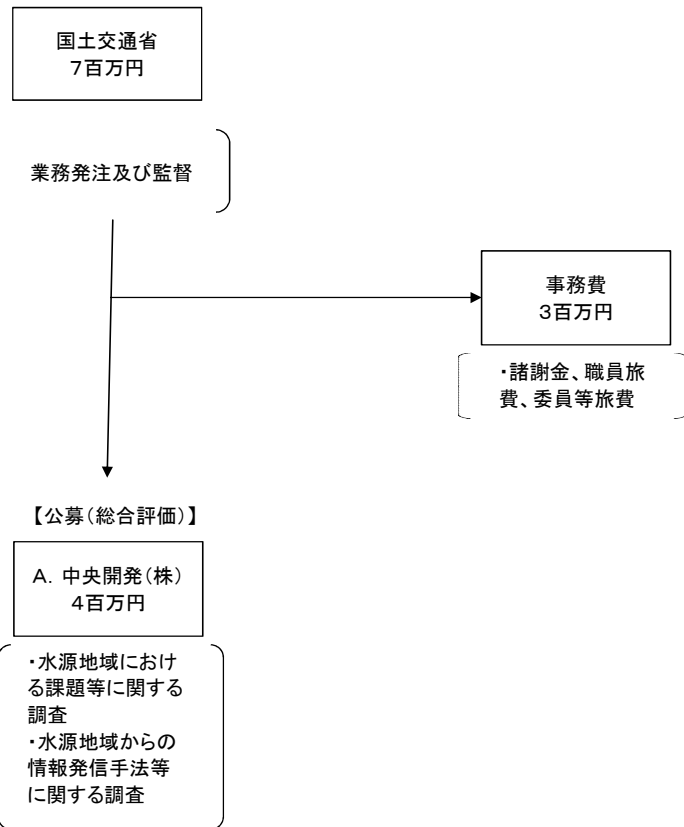 国土交通省
7百万円
業務発注及び監督
事務費
3百万円
・諸謝金、職員旅
費、委員等旅費
【公募(総合評価)】
A. 中央開発(株)
4百万円
・水源地域におけ
る課題等に関する
調査
・水源地域からの
情報発信手法等
に関する調査